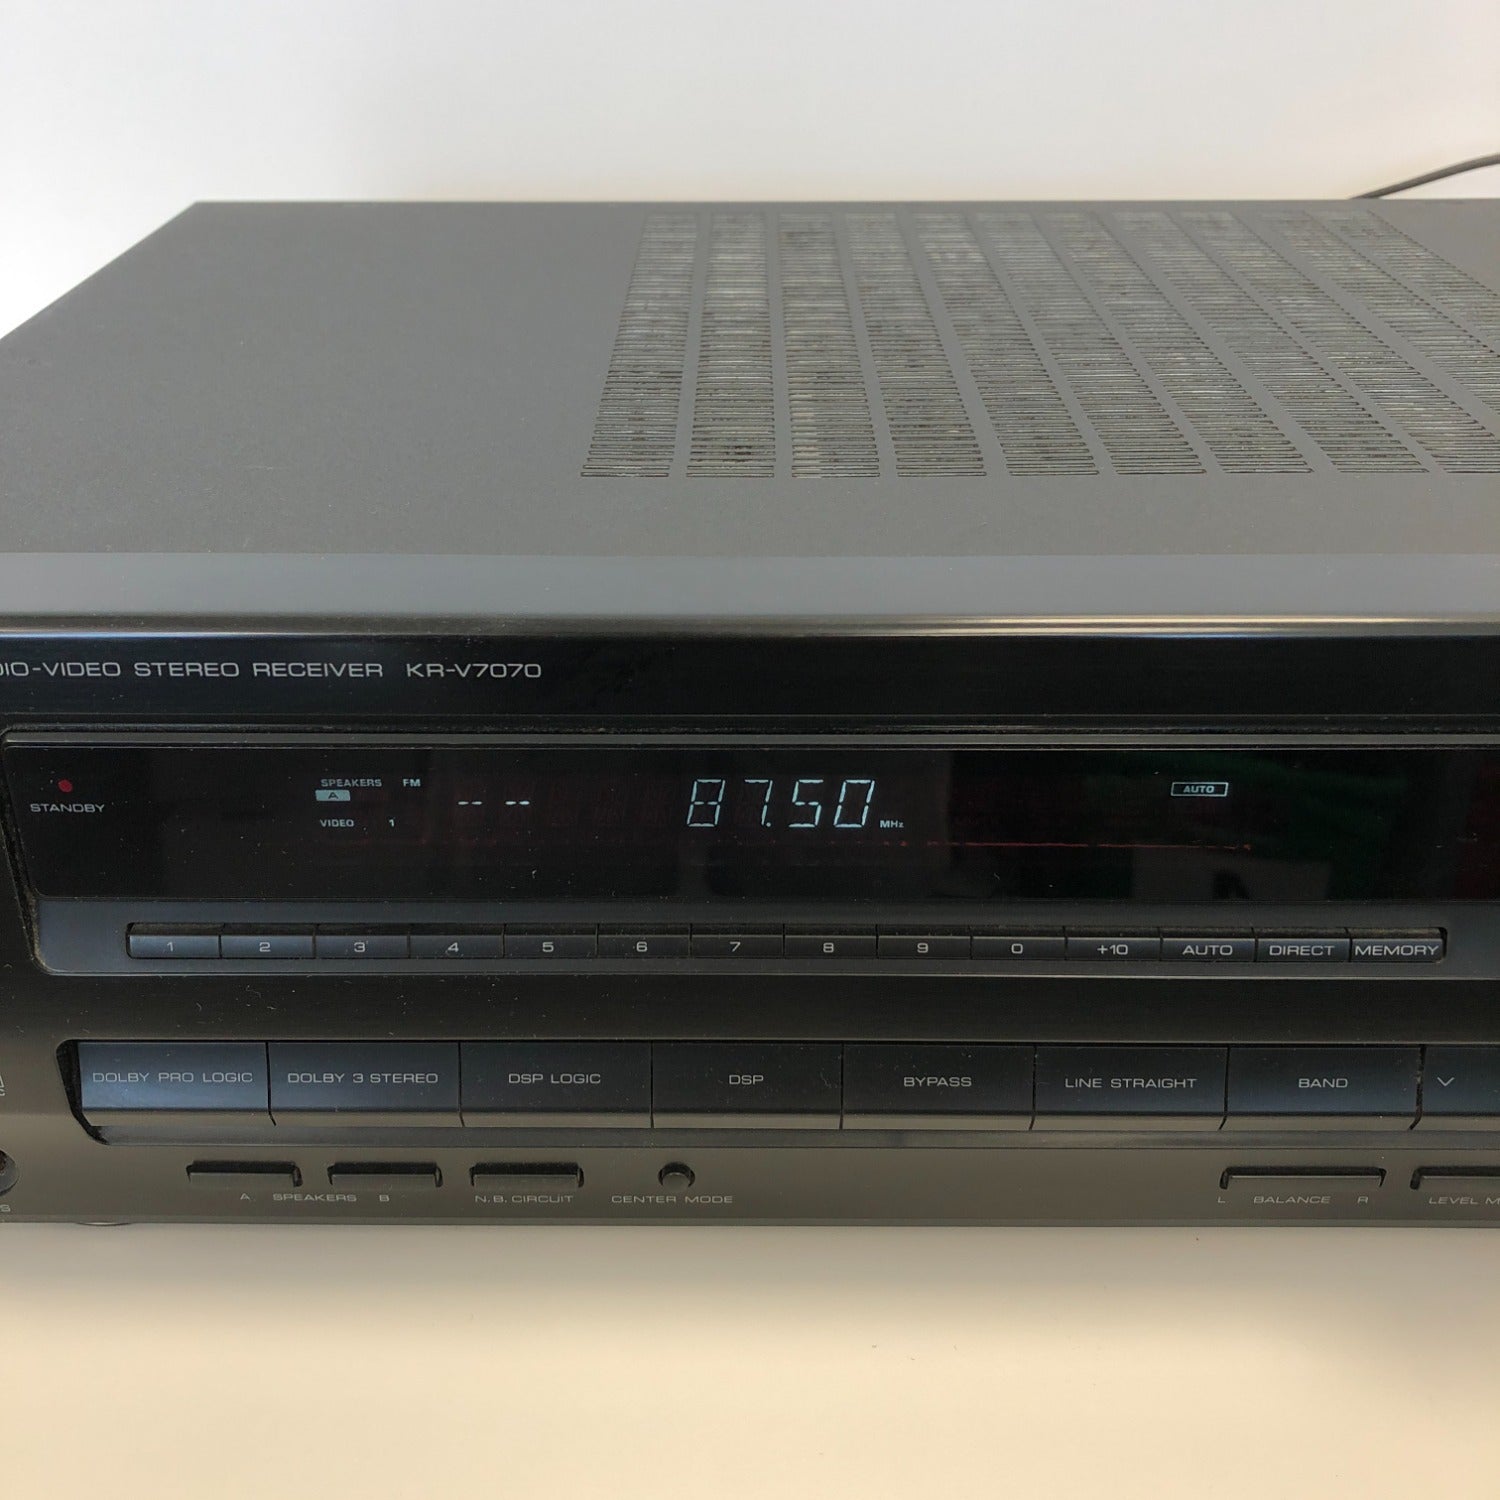 DIO-VIDEO STEREO RECEIVER KR-V7070
STANDBY
SPEAKERS FM
A
VIDEO 1
-- -- 87.50 MHz
AUTO
1 2 3 4 5 6 7 8 9 0 +10 AUTO DIRECT MEMORY
DOLBY PRO LOGIC DOLBY 3 STEREO DSP LOGIC DSP BYPASS LINE STRAIGHT BAND
A SPEAKERS B N.B. CIRCUIT CENTER MODE L BALANCE R LEVEL M